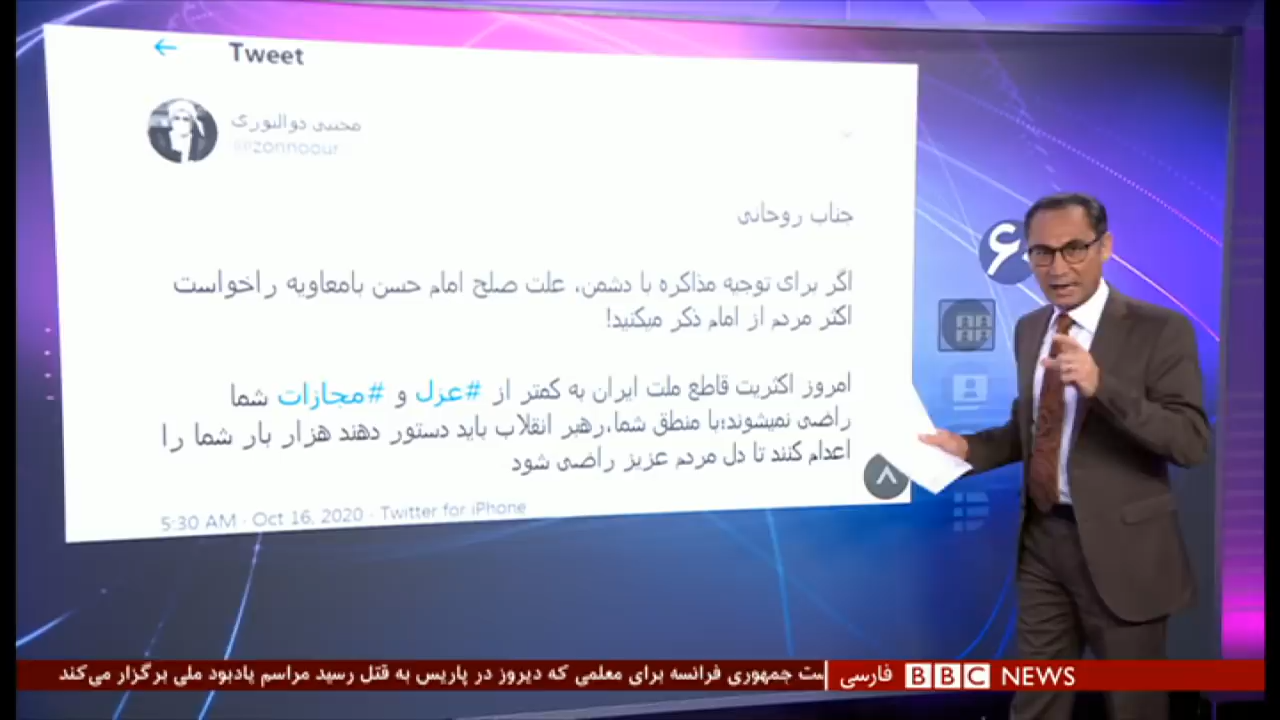 Tweet
مجتبی ذوالنوری
@zonnoour
جناب روحانی
اگر برای توجیه مذاکره با دشمن، علت صلح امام حسن بامعاویه راخواست
اکثر مردم از امام ذکر میکنید!
امروز اکثریت قاطع ملت ایران به کمتر از #عزل و #مجازات شما
راضی نمیشوند؛با منطق شما،رهبر انقلاب باید دستور دهند هزار بار شما را
اعدام کنند تا دل مردم عزیز راضی شود
5:30 AM · Oct 16, 2020 · Twitter for iPhone
ست جمهوری فرانسه برای معلمی که دیروز در پاریس به قتل رسید مراسم یادبود ملی برگزار می‌کند
BBC NEWS فارسی